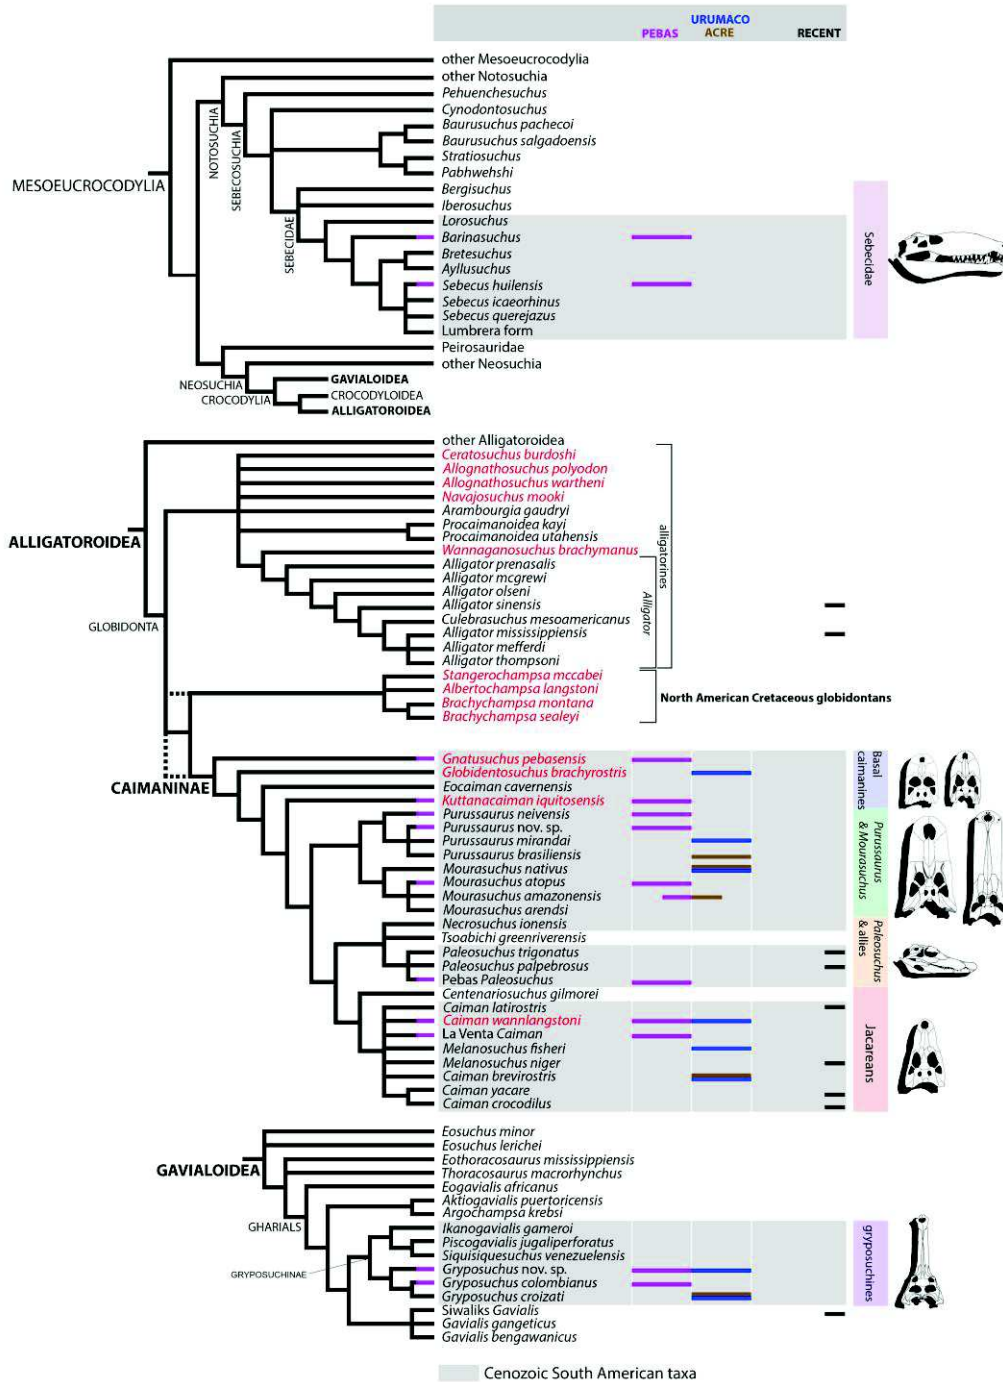 URUMACO
PEBAS ACRE RECENT
other Mesoeucrocodylia
other Notosuchia
Pehuenchesuchus
Cynodontosuchus
Baurusuchus pachecoi
Baurusuchus salgadoensis
Stratiosuchus
Pabhwehshi
MESOEUCROCODYLIA
NOTOSUCHIA
SEBECOSUCHIA
Bergisuchus
Iberosuchus
SEBECIDAE
Lorosuchus
Barinasuchus
Bretesuchus
Ayllusuchus
Sebecus huilensis
Sebecus icaeorhinus
Sebecus querejazus
Lumbrera form
Sebecidae
Peirosauridae
other Neosuchia
NEOSUCHIA
GAVIALOIDEA
CROCODYLIA
CROCODYLOIDEA
ALLIGATOROIDEA
other Alligatoroidea
Ceratosuchus burdoshi
Allognathosuchus polyodon
Allognathosuchus wartheni
Navajosuchus mooki
Arambourgia gaudryi
Procaimanoidea kayi
Procaimanoidea utahensis
ALLIGATOROIDEA
Wannaganosuchus brachymanus
Alligator prenasalis
Alligator mcgrewi
Alligator olseni
Alligator sinensis
Culebrasuchus mesoamericanus
Alligator mississippiensis
Alligator mefferdi
Alligator thompsoni
Alligator
alligatorines
GLOBIDONTA
Stangerochampsa mccabei
Albertochampsa langstoni
Brachychampsa montana
Brachychampsa sealeyi
North American Cretaceous globidontans
CAIMANINAE
Gnatusuchus pebasensis
Globidentosuchus brachyrostris
Eocaiman cavernensis
Kuttanacaiman iquitosensis
Basal
caimanines
Purussaurus neivensis
Purussaurus nov. sp.
Purussaurus mirandai
Purussaurus brasiliensis
Mourasuchus nativus
Mourasuchus atopus
Mourasuchus amazonensis
Mourasuchus arendsi
Purussaurus
& Mourasuchus
Necrosuchus ionensis
Tsoabichi greenriverensis
Paleosuchus trigonatus
Paleosuchus palpebrosus
Pebas Paleosuchus
Paleosuchus
& allies
Centenariosuchus gilmorei
Caiman latirostris
Caiman wannlangstoni
La Venta Caiman
Melanosuchus fisheri
Melanosuchus niger
Caiman brevirostris
Caiman yacare
Caiman crocodilus
Jacareans
GAVIALOIDEA
Eosuchus minor
Eosuchus lerichei
Eothoracosaurus mississippiensis
Thoracosaurus macrorhynchus
Eogavialis africanus
Aktiogavialis puertoricensis
Argochampsa krebsi
GHARIALS
Ikanogavialis gameroi
Piscogavialis jugaliperforatus
Siquisiquesuchus venezuelensis
GRYPOSUCHINAE
Gryposuchus nov. sp.
Gryposuchus colombianus
Gryposuchus croizati
gryposuchines
Siwaliks Gavialis
Gavialis gangeticus
Gavialis bengawanicus
Cenozoic South American taxa